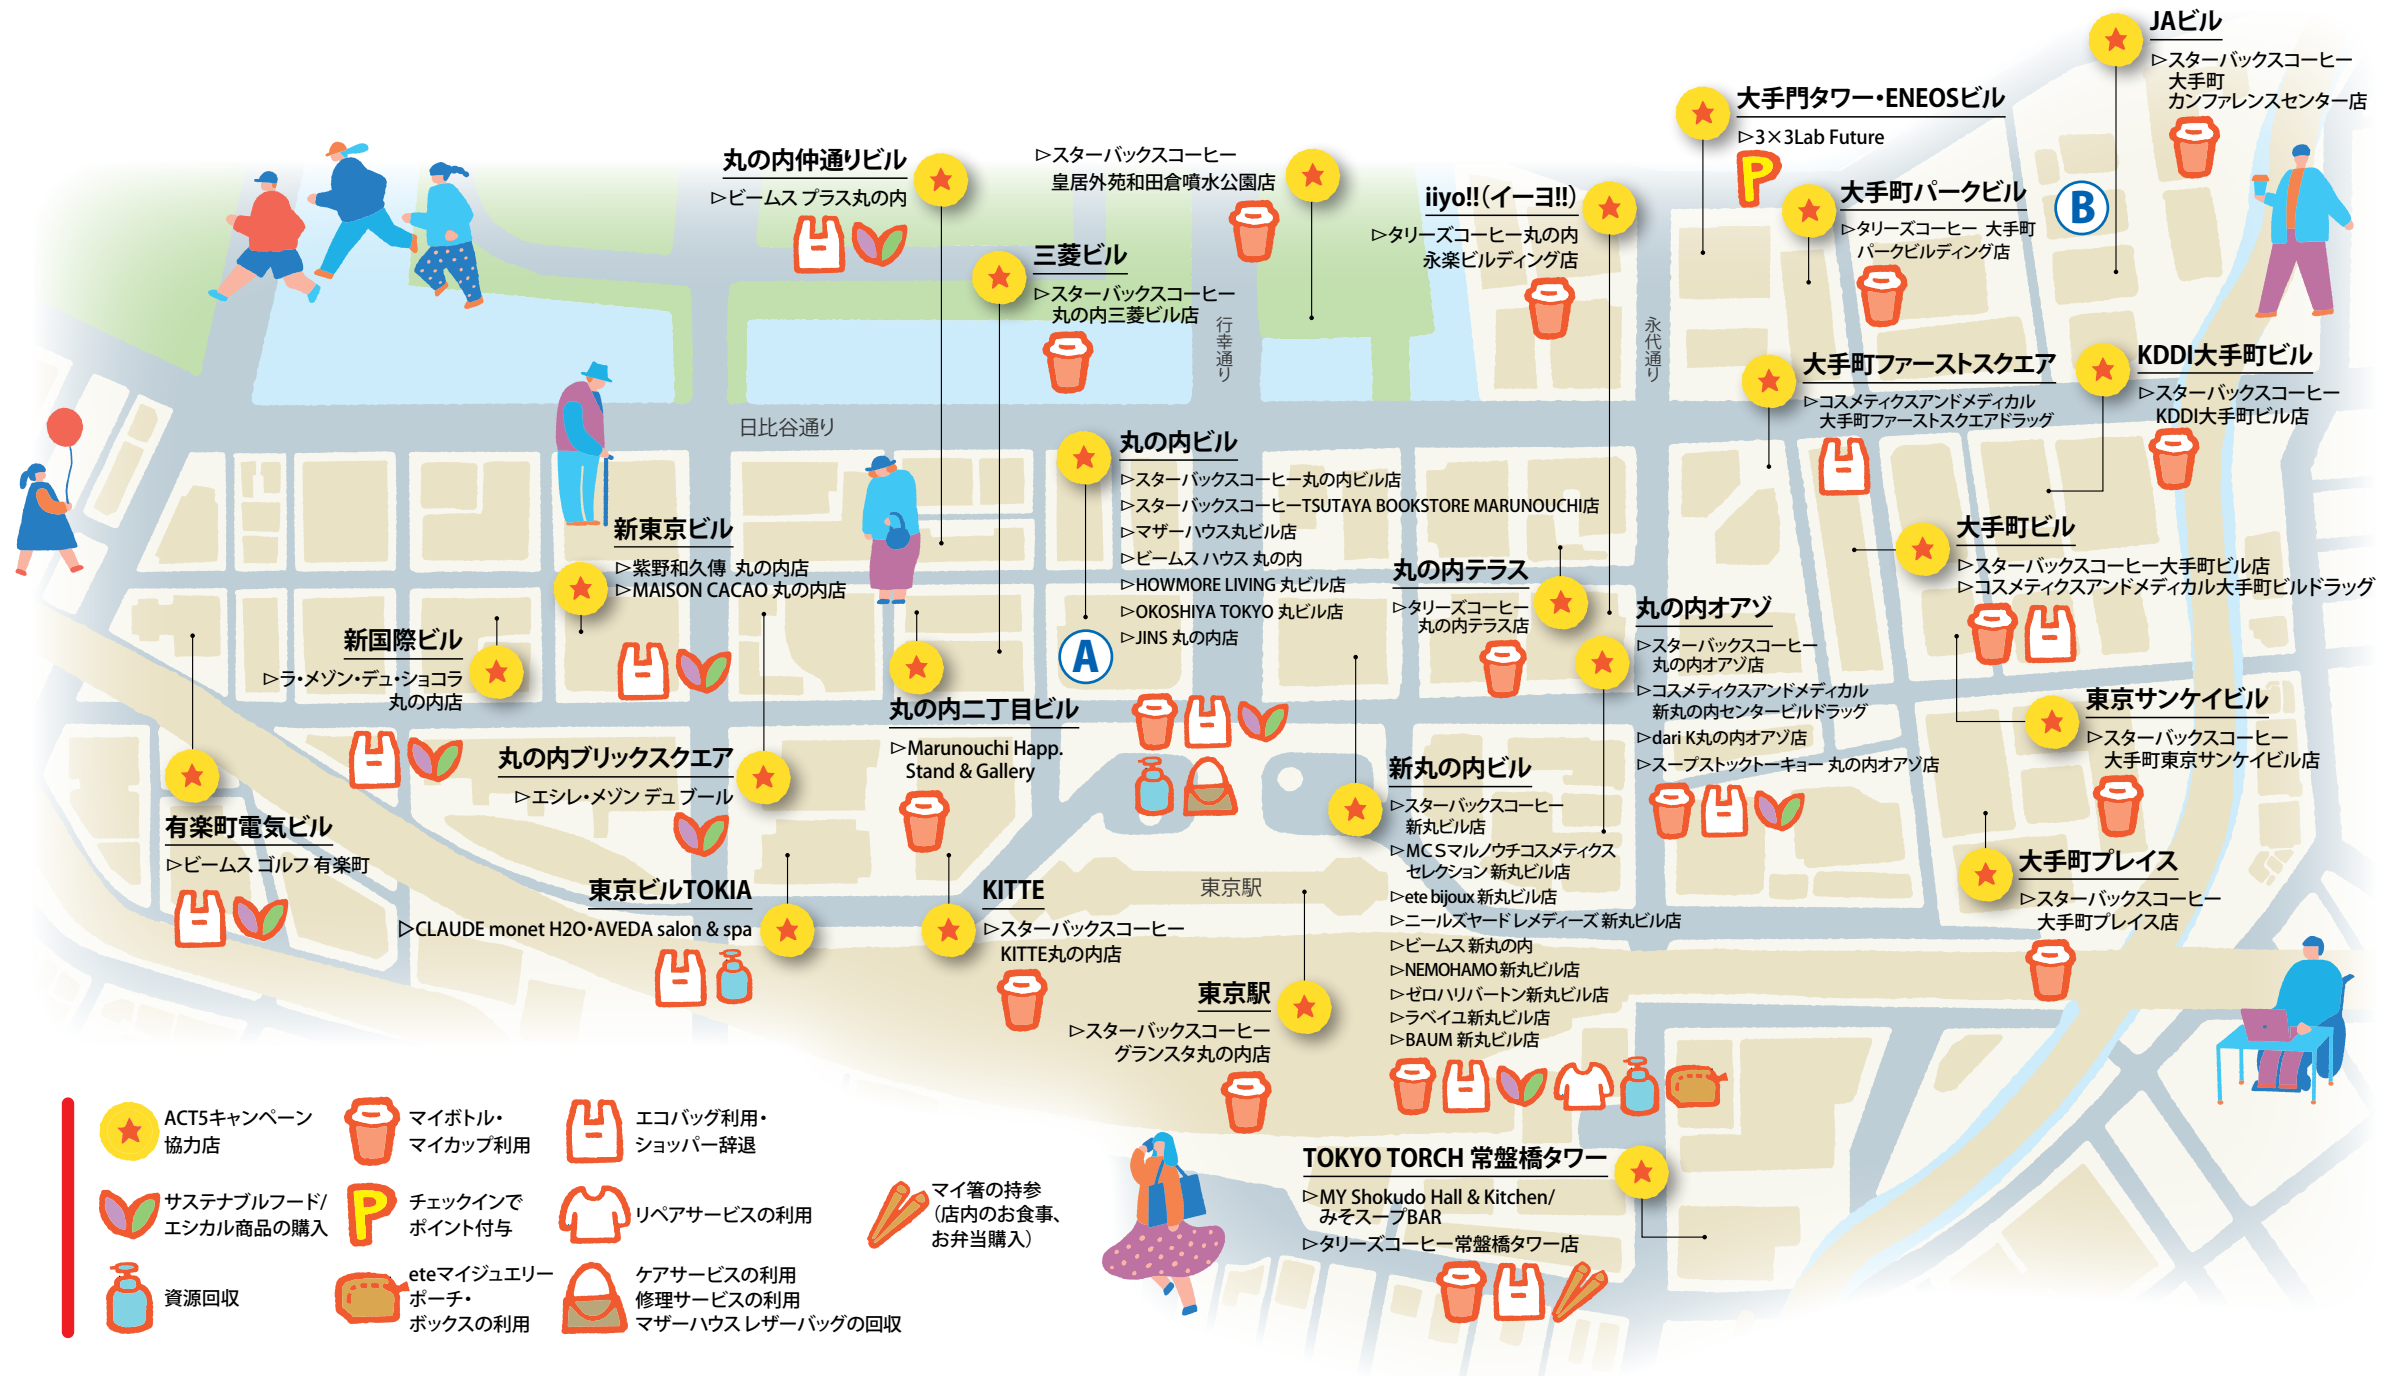 JAビル
▷スターバックスコーヒー
大手町
カンファレンスセンター店
大手門タワー・ENEOSビル
▷3×3Lab Future
P
大手町パークビル
▷タリーズコーヒー 大手町
パークビルディング店
B
丸の内仲通りビル
▷ビームス プラス丸の内
▷スターバックスコーヒー
皇居外苑和田倉噴水公園店
iiyo!!(イーヨ!!)
▷タリーズコーヒー丸の内
永楽ビルディング店
三菱ビル
▷スターバックスコーヒー
丸の内三菱ビル店
行幸通り
永代通り
日比谷通り
大手町ファーストスクエア
▷コスメティクスアンドメディカル
大手町ファーストスクエアドラッグ
KDDI大手町ビル
▷スターバックスコーヒー
KDDI大手町ビル店
丸の内ビル
▷スターバックスコーヒー丸の内ビル店
▷スターバックスコーヒーTSUTAYA BOOKSTORE MARUNOUCHI店
▷マザーハウス丸ビル店
▷ビームス ハウス 丸の内
▷HOWMORE LIVING 丸ビル店
▷OKOSHIYA TOKYO 丸ビル店
▷JINS 丸の内店
A
新東京ビル
▷紫野和久傳 丸の内店
▷MAISON CACAO 丸の内店
大手町ビル
▷スターバックスコーヒー大手町ビル店
▷コスメティクスアンドメディカル大手町ビルドラッグ
丸の内テラス
▷タリーズコーヒー
丸の内テラス店
丸の内オアゾ
▷スターバックスコーヒー
丸の内オアゾ店
▷コスメティクスアンドメディカル
新丸の内センタービルドラッグ
▷dari K丸の内オアゾ店
▷スープストックトーキョー 丸の内オアゾ店
新国際ビル
▷ラ・メゾン・デュ・ショコラ
丸の内店
丸の内二丁目ビル
▷Marunouchi Happ.
Stand & Gallery
東京サンケイビル
▷スターバックスコーヒー
大手町東京サンケイビル店
丸の内ブリックスクエア
▷エシレ・メゾン デュ ブール
新丸の内ビル
▷スターバックスコーヒー
新丸ビル店
▷MCSマルノウチコスメティクス
セレクション 新丸ビル店
▷ete bijoux 新丸ビル店
▷ニールズヤード レメディーズ 新丸ビル店
▷ビームス 新丸の内
▷NEMOHAMO 新丸ビル店
▷ゼロハリバートン新丸ビル店
▷ラベイユ新丸ビル店
▷BAUM 新丸ビル店
有楽町電気ビル
▷ビームス ゴルフ 有楽町
大手町プレイス
▷スターバックスコーヒー
大手町プレイス店
東京ビルTOKIA
▷CLAUDE monet H2O・AVEDA salon & spa
KITTE
▷スターバックスコーヒー
KITTE丸の内店
東京駅
東京駅
▷スターバックスコーヒー
グランスタ丸の内店
TOKYO TORCH 常盤橋タワー
▷MY Shokudo Hall & Kitchen/
みそスープBAR
▷タリーズコーヒー常盤橋タワー店
ACT5キャンペーン
協力店
マイボトル・
マイカップ利用
エコバッグ利用・
ショッパー辞退
サステナブルフード/
エシカル商品の購入
P
チェックインで
ポイント付与
リペアサービスの利用
マイ箸の持参
(店内のお食事、
お弁当購入)
資源回収
eteマイジュエリー
ポーチ・
ボックスの利用
ケアサービスの利用
修理サービスの利用
マザーハウス レザーバッグの回収